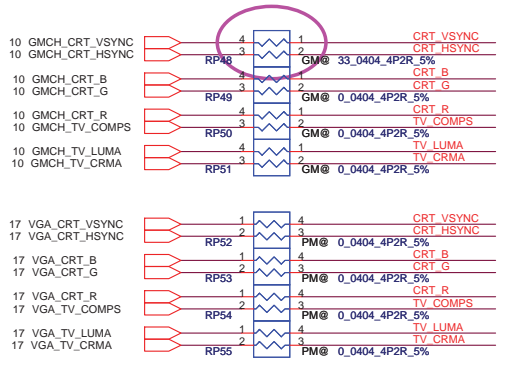 10 GMCH_CRT_VSYNC 4 1 CRT_VSYNC
10 GMCH_CRT_HSYNC 3 2 CRT_HSYNC
RP48 GM@ 33_0404_4P2R_5%
10 GMCH_CRT_B 4 1 CRT_B
10 GMCH_CRT_G 3 2 CRT_G
RP49 GM@ 0_0404_4P2R_5%
10 GMCH_CRT_R 4 1 CRT_R
10 GMCH_TV_COMPS 3 2 TV_COMPS
RP50 GM@ 0_0404_4P2R_5%
10 GMCH_TV_LUMA 4 1 TV_LUMA
10 GMCH_TV_CRMA 3 2 TV_CRMA
RP51 GM@ 0_0404_4P2R_5%
17 VGA_CRT_VSYNC 1 4 CRT_VSYNC
17 VGA_CRT_HSYNC 2 3 CRT_HSYNC
RP52 PM@ 0_0404_4P2R_5%
17 VGA_CRT_B 1 4 CRT_B
17 VGA_CRT_G 2 3 CRT_G
RP53 PM@ 0_0404_4P2R_5%
17 VGA_CRT_R 1 4 CRT_R
17 VGA_TV_COMPS 2 3 TV_COMPS
RP54 PM@ 0_0404_4P2R_5%
17 VGA_TV_LUMA 1 4 TV_LUMA
17 VGA_TV_CRMA 2 3 TV_CRMA
RP55 PM@ 0_0404_4P2R_5%